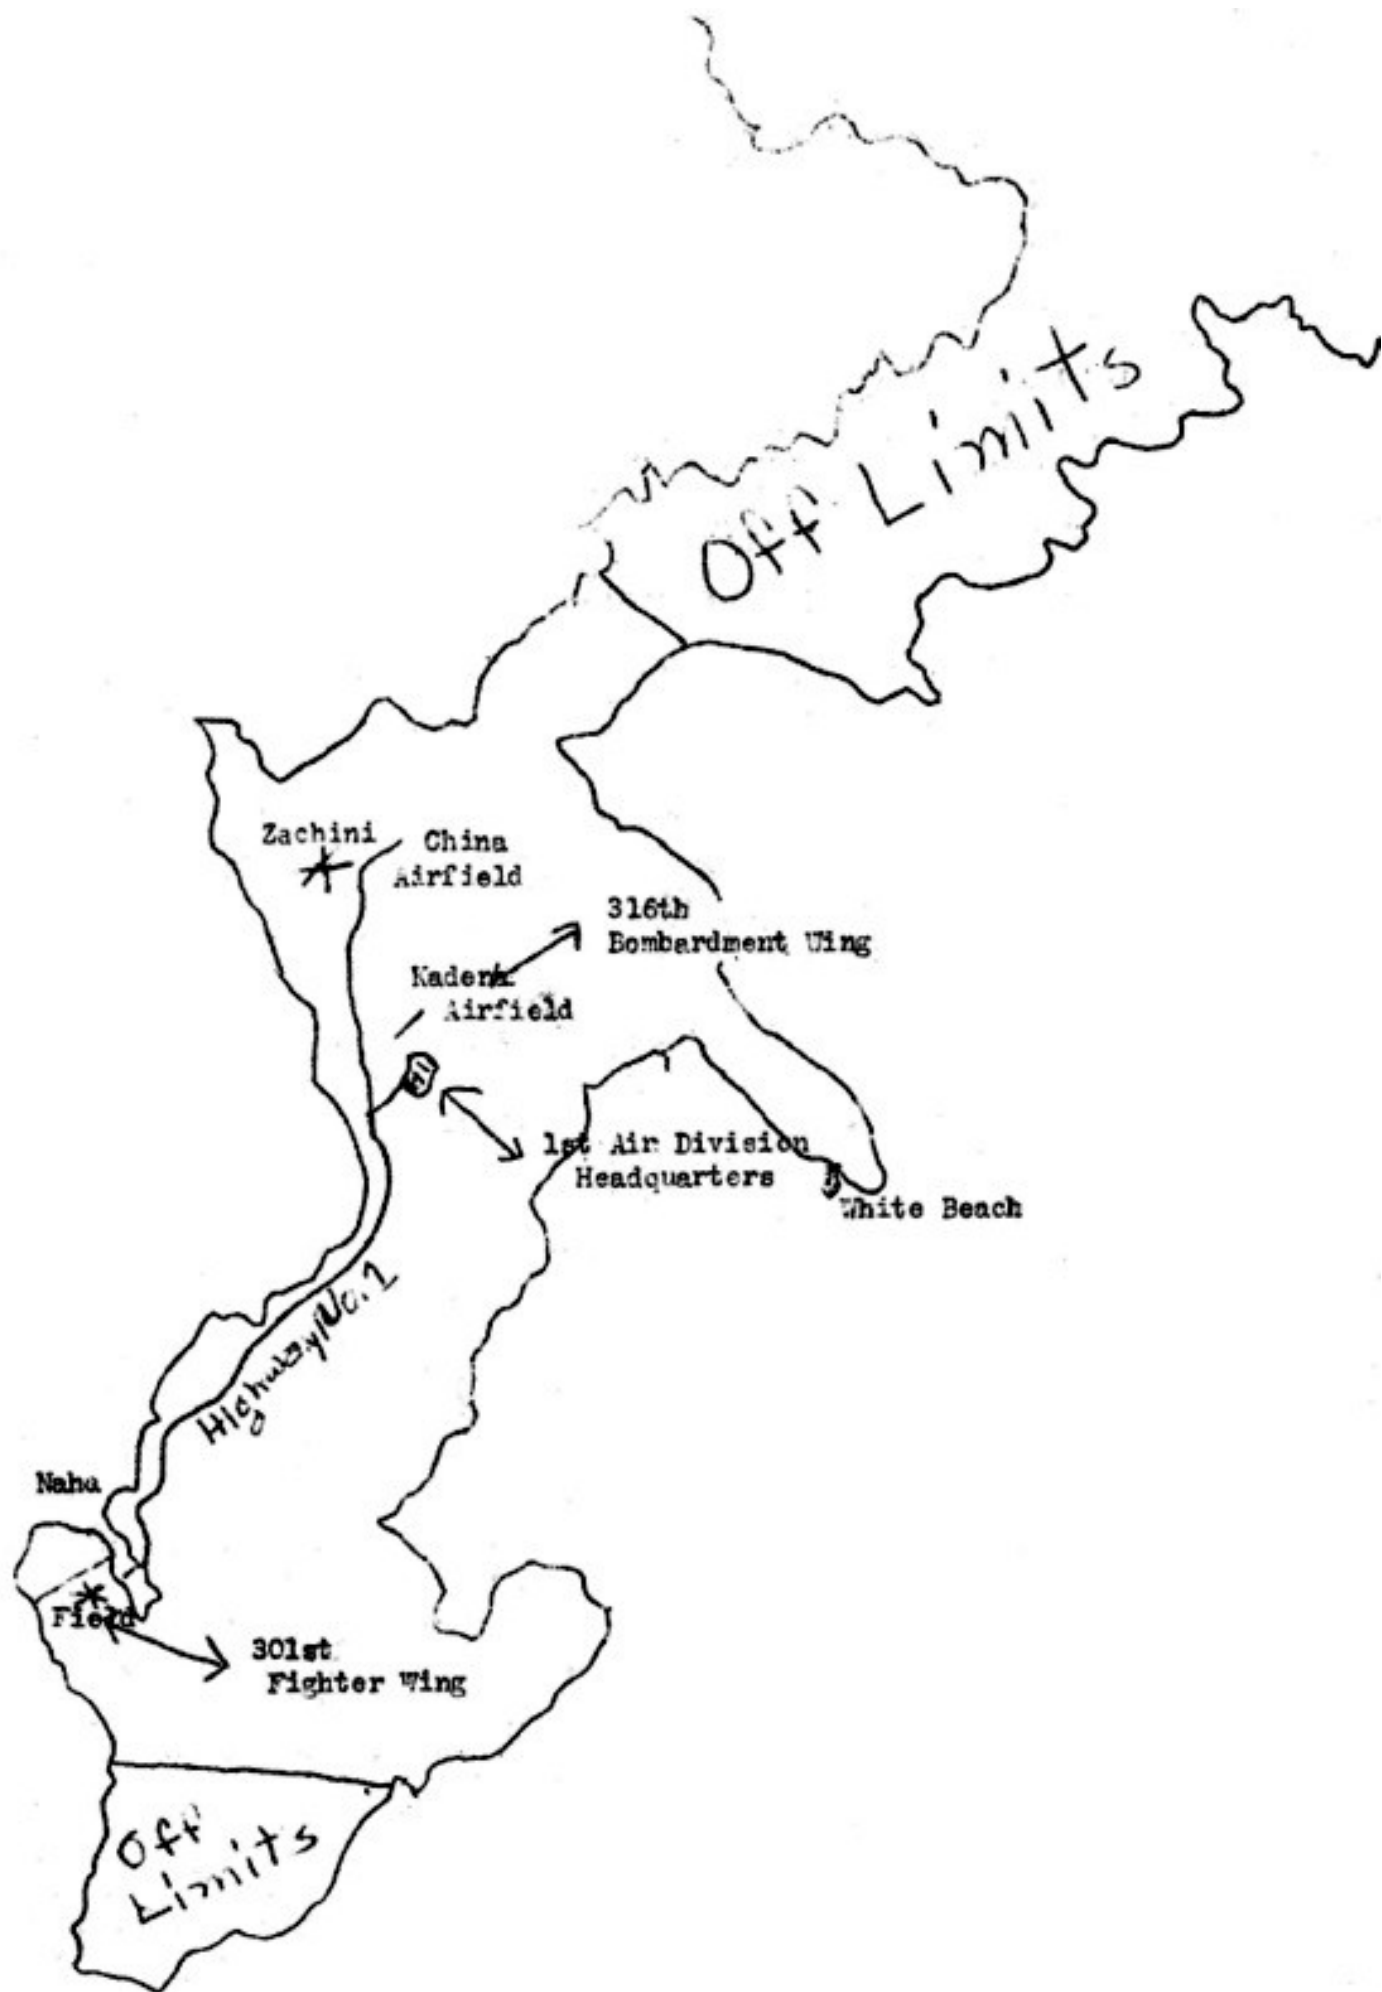 Off Limits
Zachini
China
Airfield
316th
Bombardment Wing
Kadena
Airfield
1st Air Division
Headquarters
White Beach
Highway No. 1
Naha
Field
301st
Fighter Wing
Off
Limits